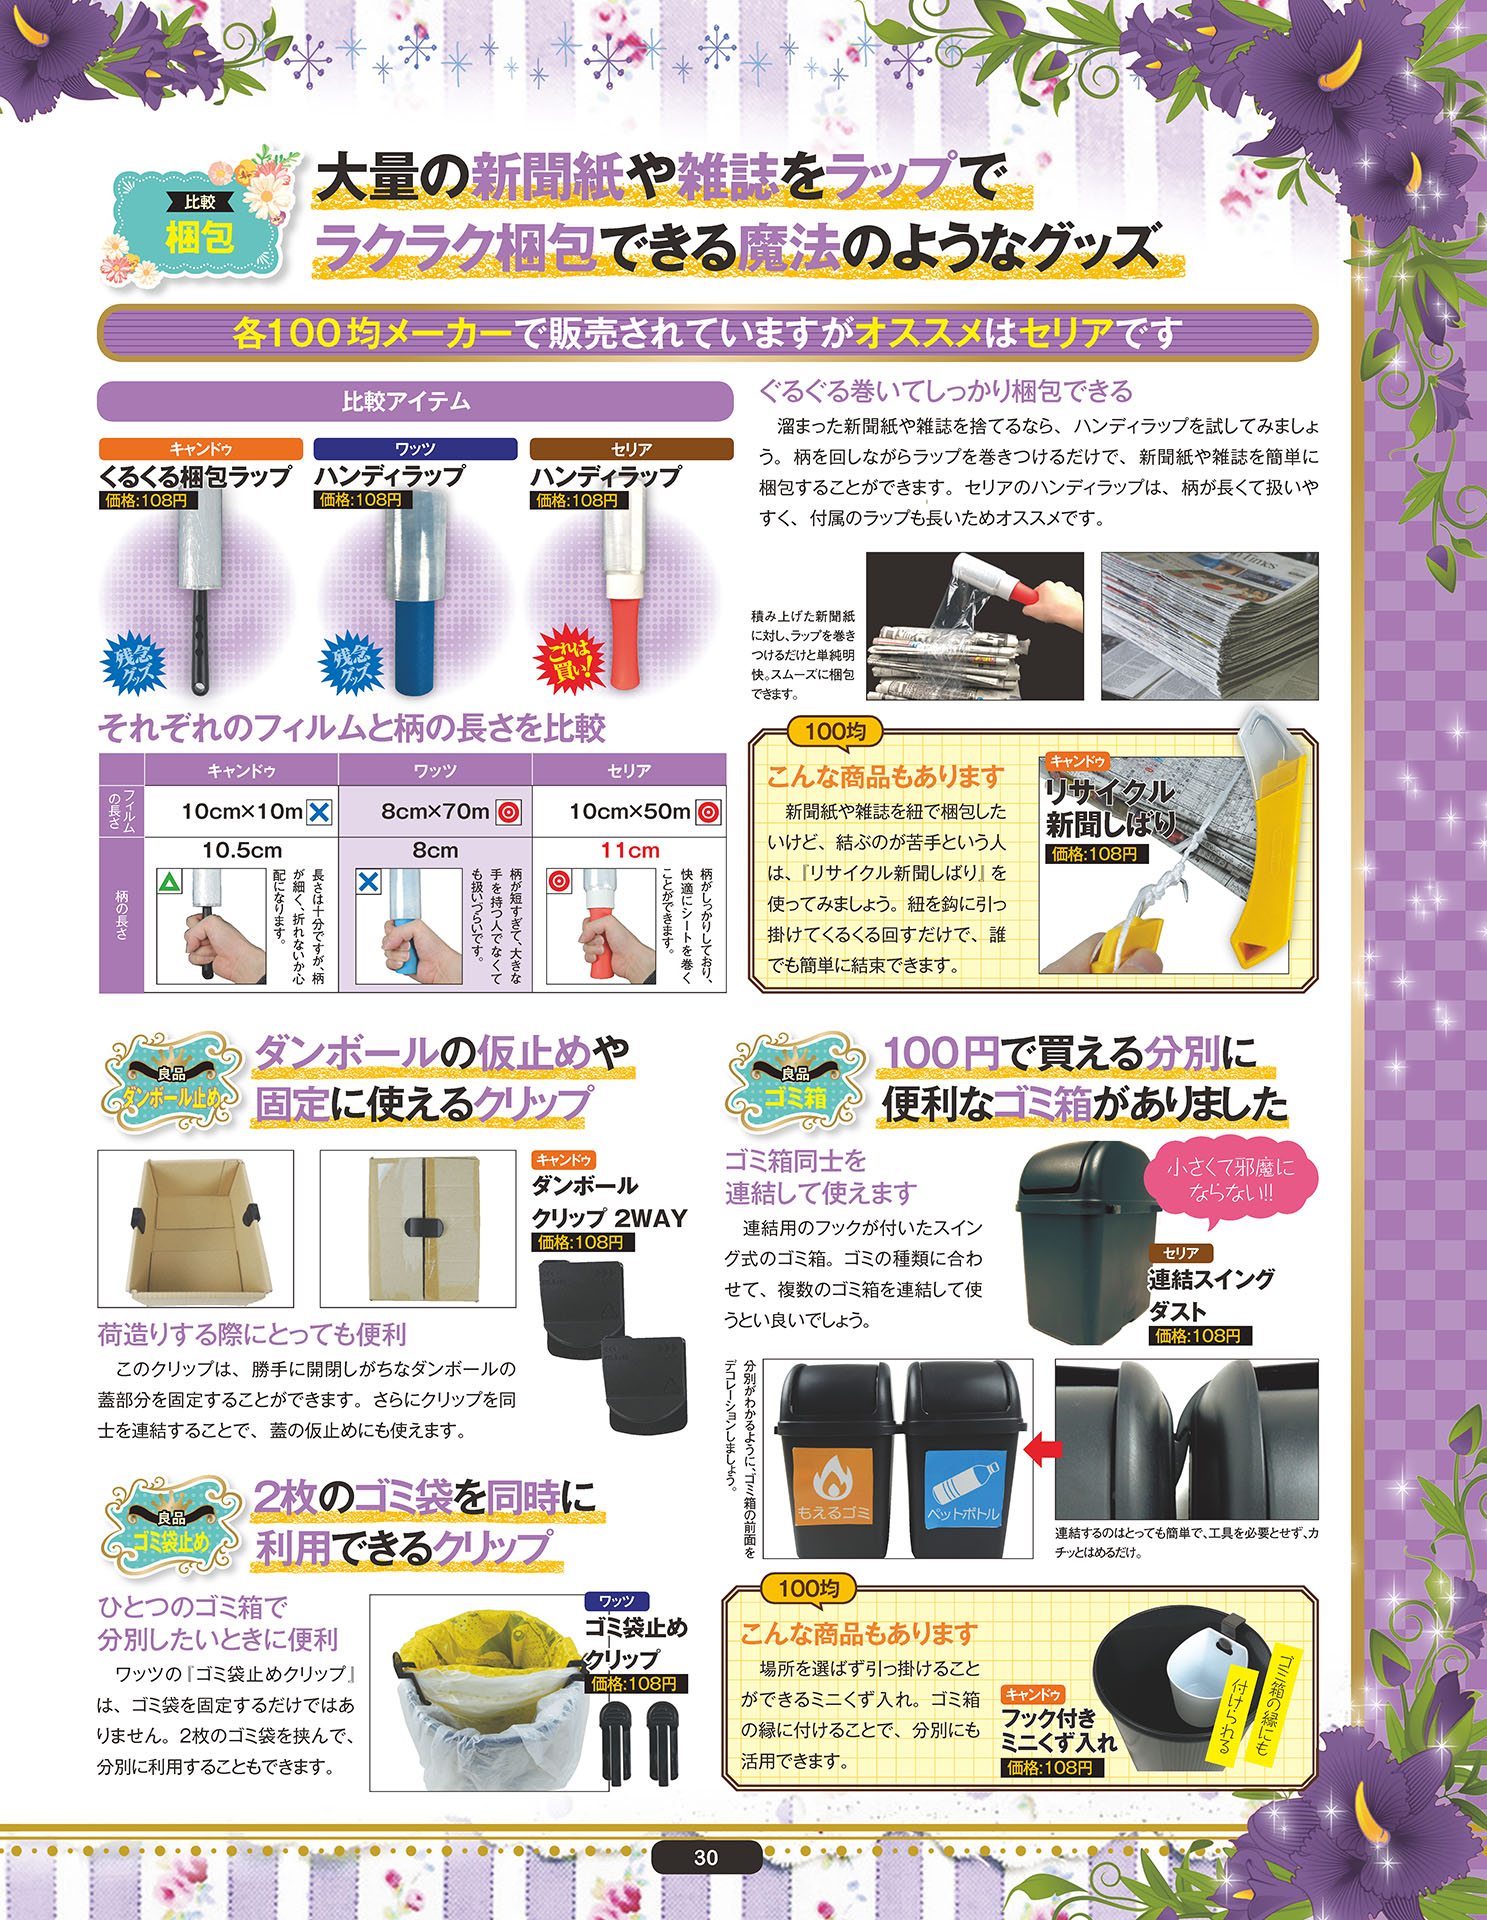 比較
梱包
大量の新聞紙や雑誌をラップで
ラクラク梱包できる魔法のようなグッズ
各100均メーカーで販売されていますがオススメはセリアです
比較アイテム
キャンドゥ
くるくる梱包ラップ
価格:108円
残念
グッズ
ワッツ
ハンディラップ
価格:108円
残念
グッズ
セリア
ハンディラップ
価格:108円
これは
買い!
ぐるぐる巻いてしっかり梱包できる
溜まった新聞紙や雑誌を捨てるなら、ハンディラップを試してみましょ
う。柄を回しながらラップを巻きつけるだけで、新聞紙や雑誌を簡単に
梱包することができます。セリアのハンディラップは、柄が長くて扱いや
すく、付属のラップも長いためオススメです。
積み上げた新聞紙
に対し、ラップを巻き
つけるだけと単純明
快。スムーズに梱包
できます。
それぞれのフィルムと柄の長さを比較
キャンドゥ
ワッツ
セリア
フィルム
の長さ
10cm×10m
8cm×70m
10cm×50m
柄の長さ
10.5cm
長さは十分ですが、柄
が細く、折れないか心
配になります。
8cm
柄が短すぎて、大きな
手を持つ人でなくて
も扱いづらいです。
11cm
柄がしっかりしており、
快適にシートを巻く
ことができます。
100均
こんな商品もあります
新聞紙や雑誌を紐で梱包した
いけど、結ぶのが苦手という人
は、『リサイクル新聞しばり』を
使ってみましょう。紐を鈎に引っ
掛けてくるくる回すだけで、誰
でも簡単に結束できます。
キャンドゥ
リサイクル
新聞しばり
価格:108円
良品
ダンボール止め
ダンボールの仮止めや
固定に使えるクリップ
キャンドゥ
ダンボール
クリップ 2WAY
価格:108円
荷造りする際にとっても便利
このクリップは、勝手に開閉しがちなダンボールの
蓋部分を固定することができます。さらにクリップを同
士を連結することで、蓋の仮止めにも使えます。
良品
ゴミ袋止め
2枚のゴミ袋を同時に
利用できるクリップ
ひとつのゴミ箱で
分別したいときに便利
ワッツの『ゴミ袋止めクリップ』
は、ゴミ袋を固定するだけではあ
りません。2枚のゴミ袋を挟んで、
分別に利用することもできます。
ワッツ
ゴミ袋止め
クリップ
価格:108円
良品
ゴミ箱
100円で買える分別に
便利なゴミ箱がありました
ゴミ箱同士を
連結して使えます
連結用のフックが付いたスイン
グ式のゴミ箱。ゴミの種類に合わ
せて、複数のゴミ箱を連結して使
うとい良いでしょう。
小さくて邪魔に
ならない!!
セリア
連結スイング
ダスト
価格:108円
分別がわかるように、ゴミ箱の前面を
デコレーションしましょう。
もえるゴミ
ペットボトル
連結するのはとっても簡単で、工具を必要とせず、カ
チッとはめるだけ。
100均
こんな商品もあります
場所を選ばず引っ掛けること
ができるミニくず入れ。ゴミ箱
の縁に付けることで、分別にも
活用できます。
キャンドゥ
フック付き
ミニくず入れ
価格:108円
ゴミ箱の縁にも
付けられる
30